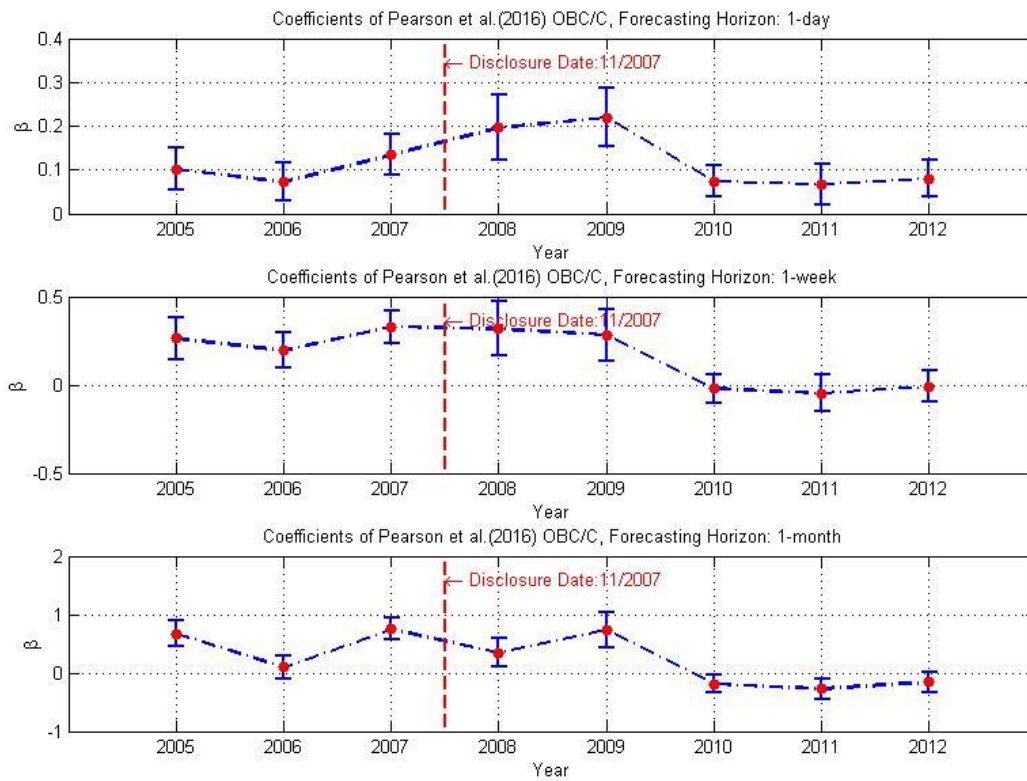 Coefficients of Pearson et al.(2016) OBC/C, Forecasting Horizon: 1-day
0.4
0.3
0.2
0.1
0
β
← Disclosure Date:11/2007
2005 2006 2007 2008 2009 2010 2011 2012
Year
Coefficients of Pearson et al.(2016) OBC/C, Forecasting Horizon: 1-week
0.5
0
-0.5
β
← Disclosure Date:11/2007
2005 2006 2007 2008 2009 2010 2011 2012
Year
Coefficients of Pearson et al.(2016) OBC/C, Forecasting Horizon: 1-month
2
1
0
-1
β
← Disclosure Date:11/2007
2005 2006 2007 2008 2009 2010 2011 2012
Year